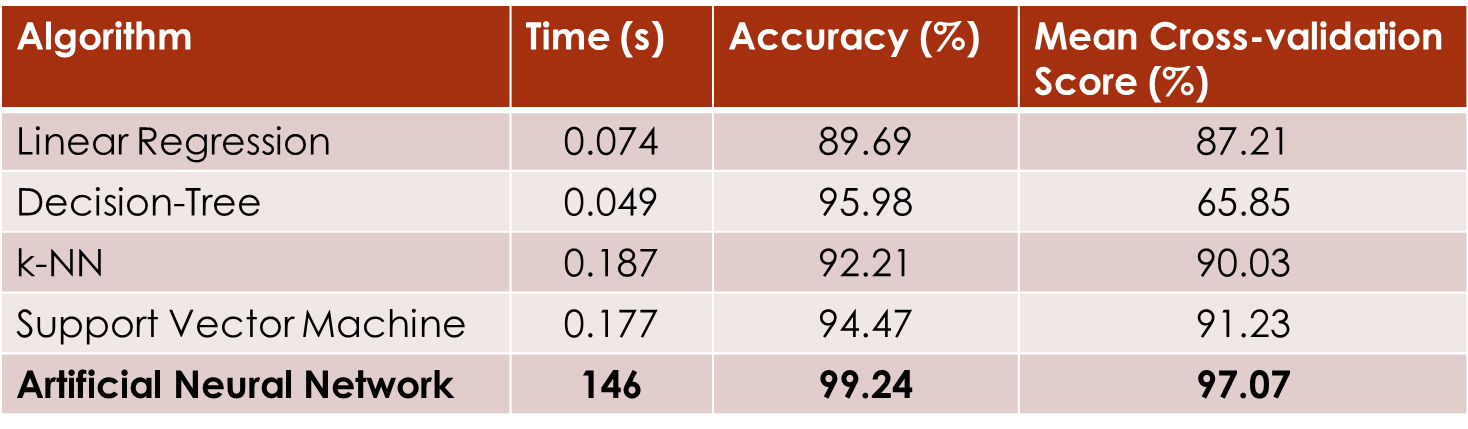 Algorithm Time (s) Accuracy (%) Mean Cross-validation
Score (%)
Linear Regression 0.074 89.69 87.21
Decision-Tree 0.049 95.98 65.85
k-NN 0.187 92.21 90.03
Support Vector Machine 0.177 94.47 91.23
Artificial Neural Network 146 99.24 97.07